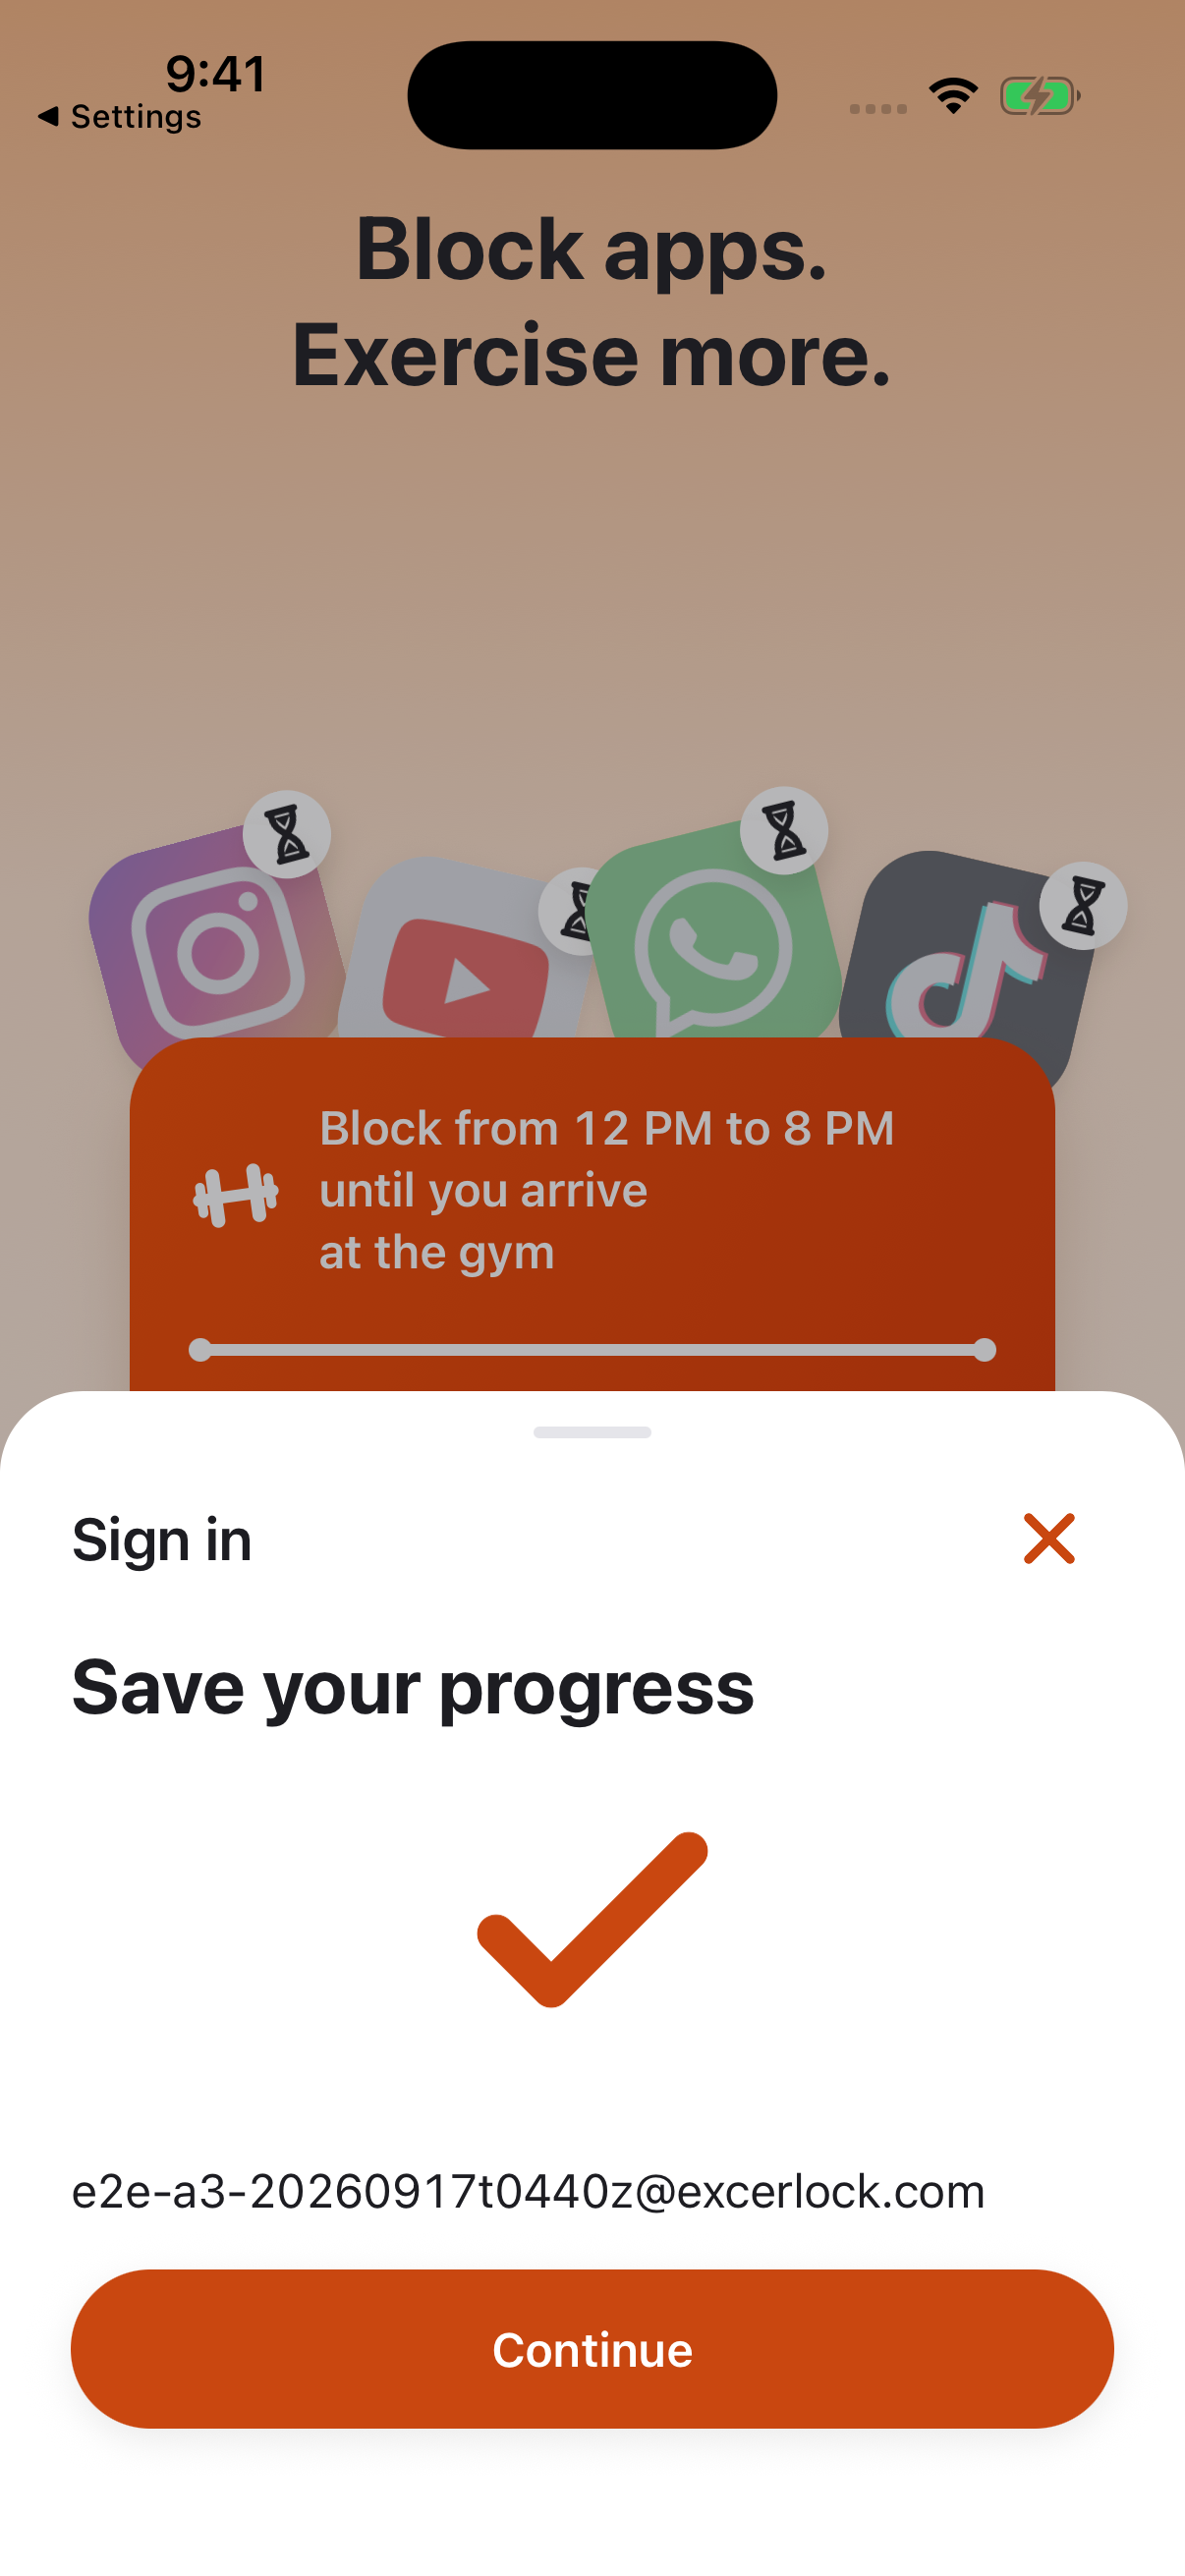 9:41
◀ Settings
Block apps.
Exercise more.
Block from 12 PM to 8 PM
until you arrive
at the gym
Sign in
Save your progress
e2e-a3-20260917t0440z@excerlock.com
Continue